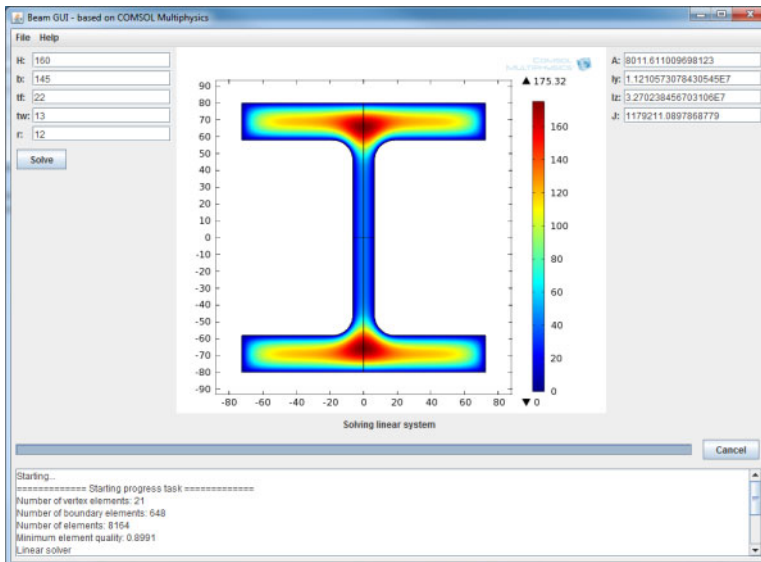 Beam GUI - based on COMSOL Multiphysics
File Help
H: 160
b: 145
tf: 22
tw: 13
r: 12
Solve
COMSOL
MULTIPHYSICS
▲ 175.32
90
80
70
60
50
40
30
20
10
0
-10
-20
-30
-40
-50
-60
-70
-80
-90
-80 -60 -40 -20 0 20 40 60 80
160
140
120
100
80
60
40
20
0
▼ 0
A: 8011.611009698123
Iy: 1.1210573078430545E7
Iz: 3.270238456703106E7
J: 1179211.0897868779
Solving linear system
Cancel
Starting...
============= Starting progress task =============
Number of vertex elements: 21
Number of boundary elements: 648
Number of elements: 8164
Minimum element quality: 0.8991
Linear solver